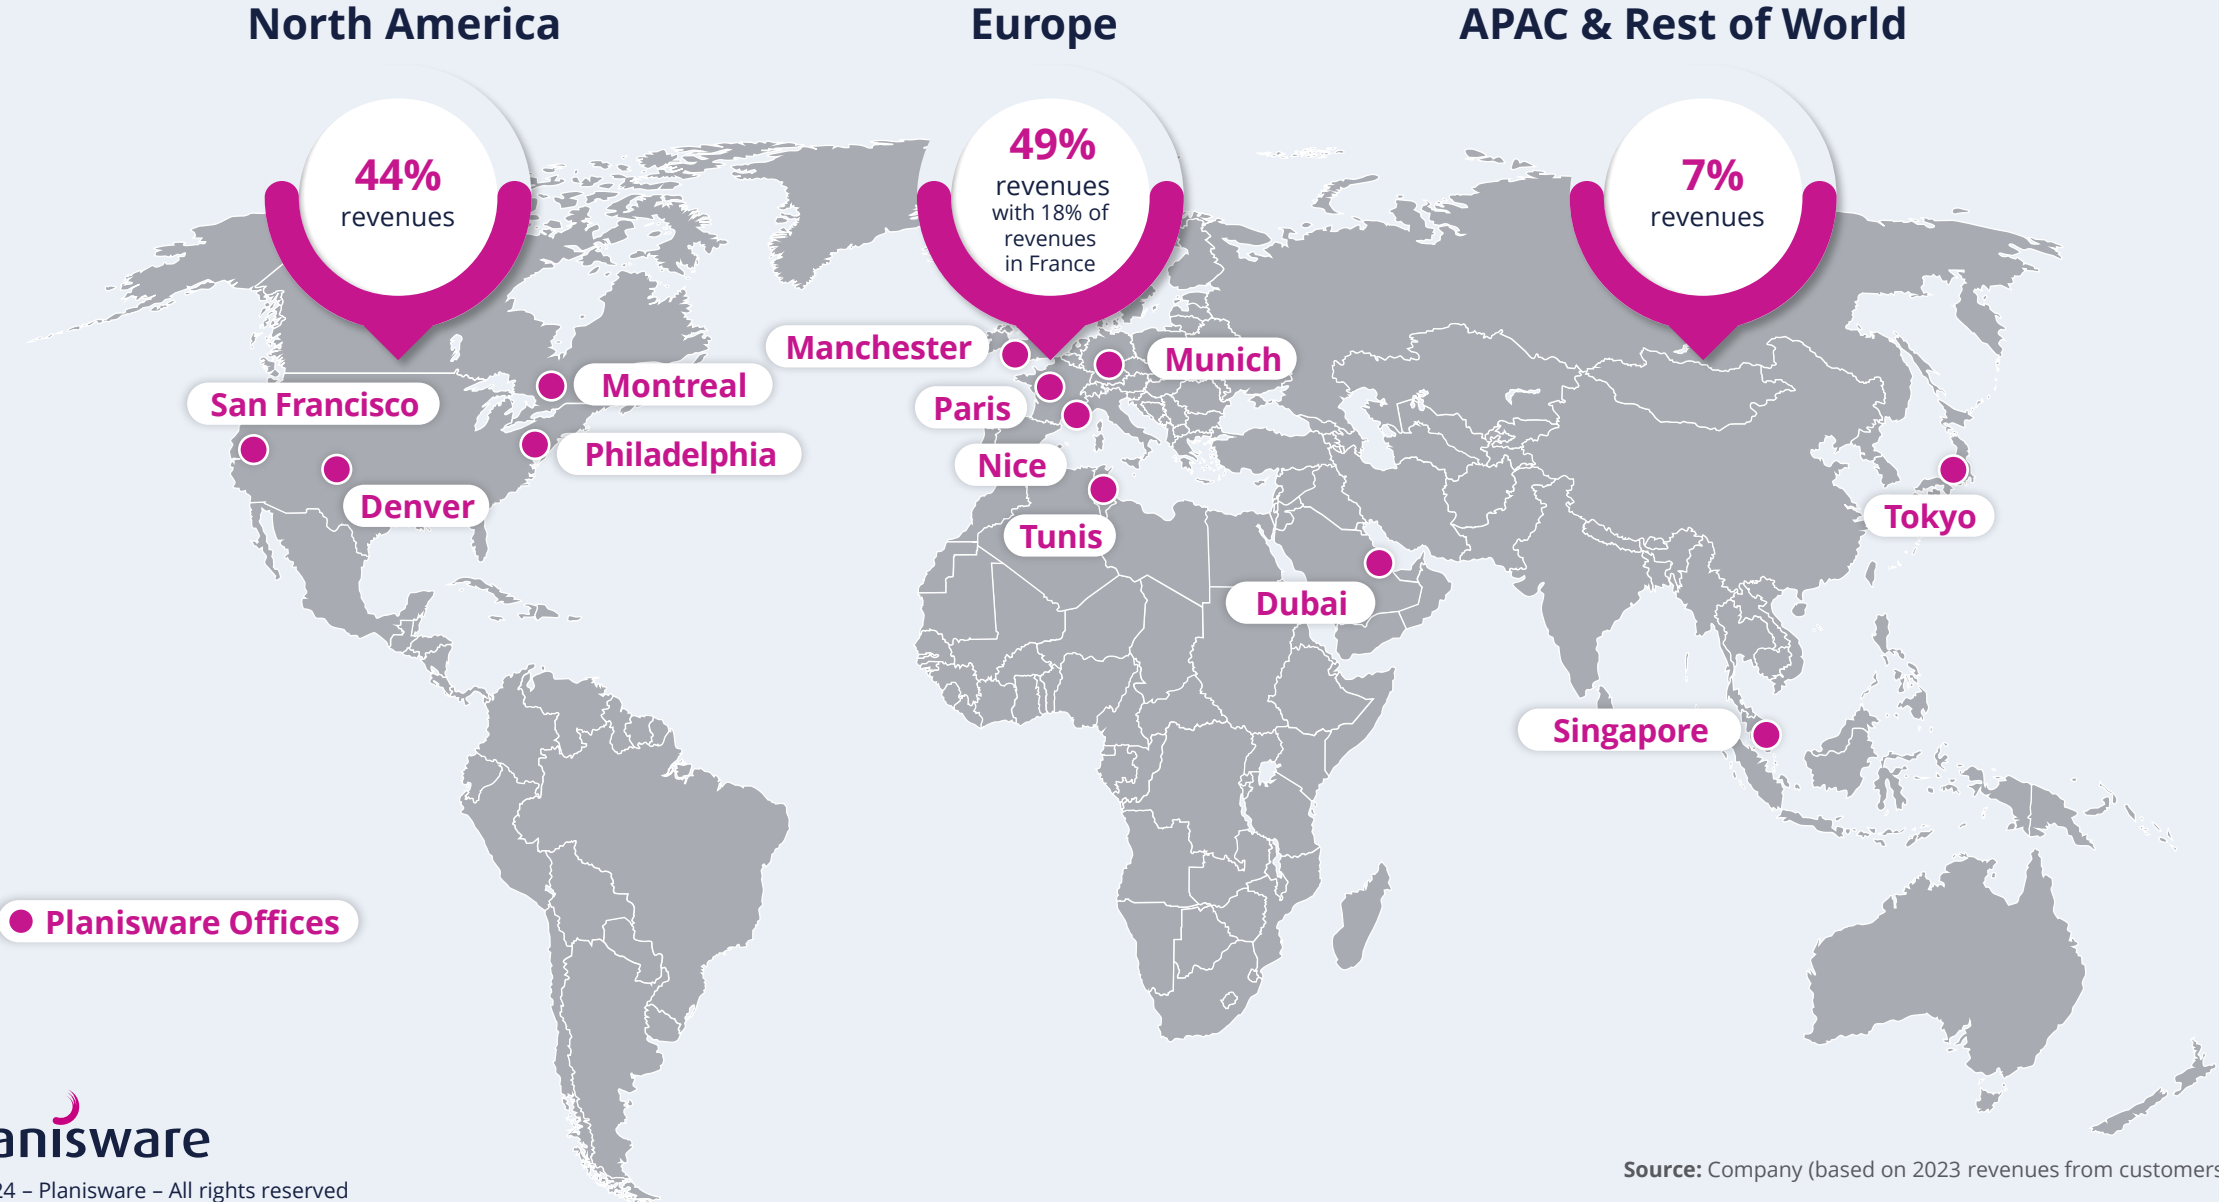 North America
Europe
APAC & Rest of World
44%
revenues
49%
revenues
with 18% of
revenues
in France
7%
revenues
Manchester
Munich
Montreal
San Francisco
Paris
Philadelphia
Nice
Denver
Tunis
Tokyo
Dubai
Singapore
Planisware Offices
anisware
24 – Planisware – All rights reserved
Source: Company (based on 2023 revenues from customers